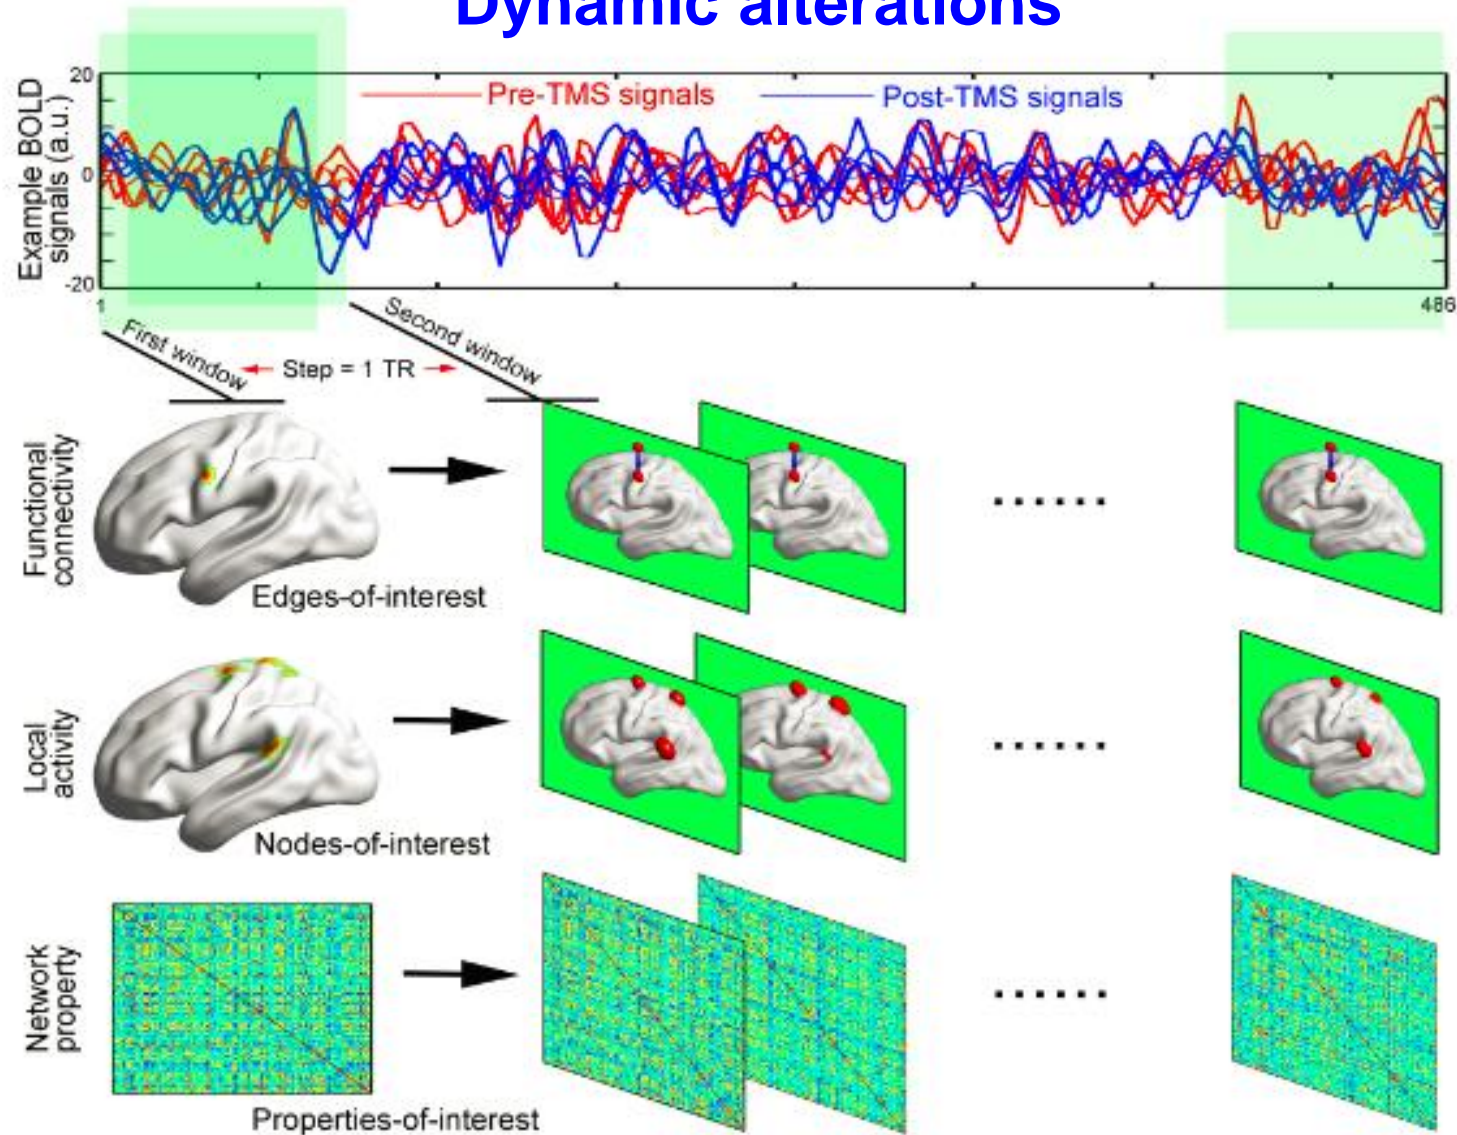 Dynamic alterations
Example BOLD
signals (a.u.)
20
0
-20
Pre-TMS signals
Post-TMS signals
1
486
First window
Step = 1 TR
Second window
Functional
connectivity
Edges-of-interest
......
Local
activity
Nodes-of-interest
......
Network
property
Properties-of-interest
......